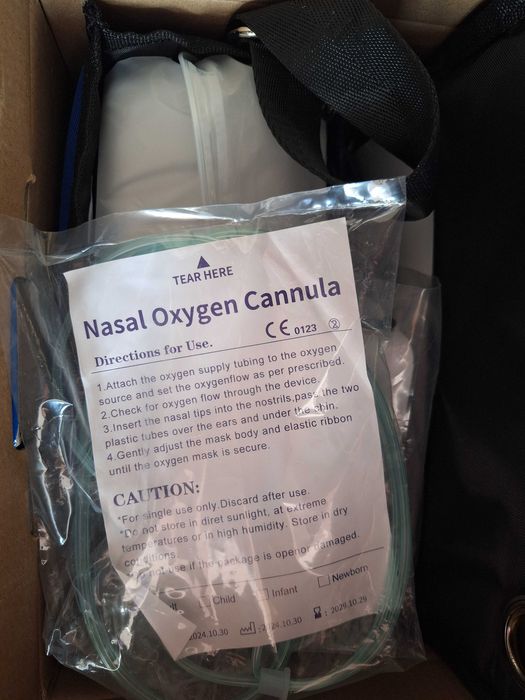 TEAR HERE
Nasal Oxygen Cannula
Directions for Use.
CE 0123 2
1.Attach the oxygen supply tubing to the oxygen
source and set the oxygenflow as per prescribed.
2.Check for oxygen flow through the device.
3.Insert the nasal tips into the nostrils,pass the two
plastic tubes over the ears and under the chin.
4.Gently adjust the mask body and elastic ribbon
until the oxygen mask is secure.
CAUTION:
*For single use only.Discard after use.
*Do not store in diret sunlight, at extreme
temperatures or in high humidity. Store in dry
conditions.
not use if the package is openor damaged.
Child Infant Newborn
2024.10.30 :2024.10.30 : 2029.10.29